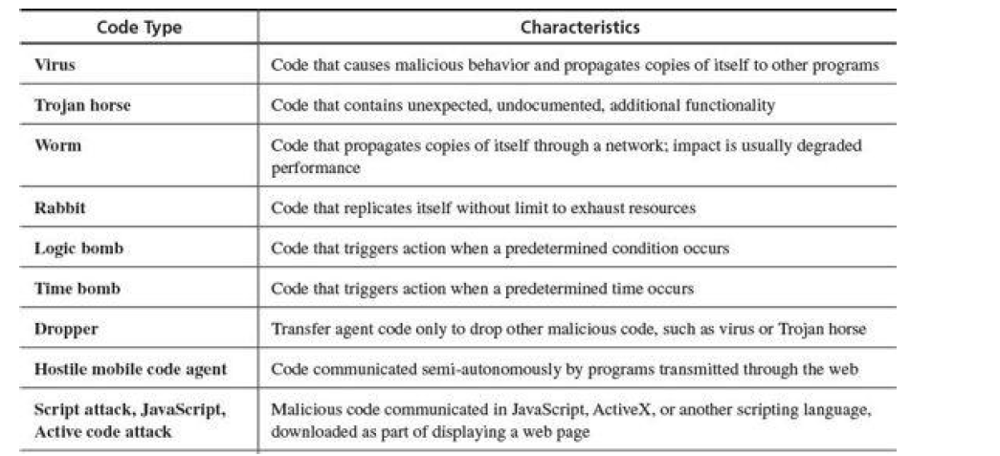 Code Type Characteristics
Virus Code that causes malicious behavior and propagates copies of itself to other programs
Trojan horse Code that contains unexpected, undocumented, additional functionality
Worm Code that propagates copies of itself through a network; impact is usually degraded
performance
Rabbit Code that replicates itself without limit to exhaust resources
Logic bomb Code that triggers action when a predetermined condition occurs
Time bomb Code that triggers action when a predetermined time occurs
Dropper Transfer agent code only to drop other malicious code, such as virus or Trojan horse
Hostile mobile code agent Code communicated semi-autonomously by programs transmitted through the web
Script attack, JavaScript, Malicious code communicated in JavaScript, ActiveX, or another scripting language,
Active code attack downloaded as part of displaying a web page